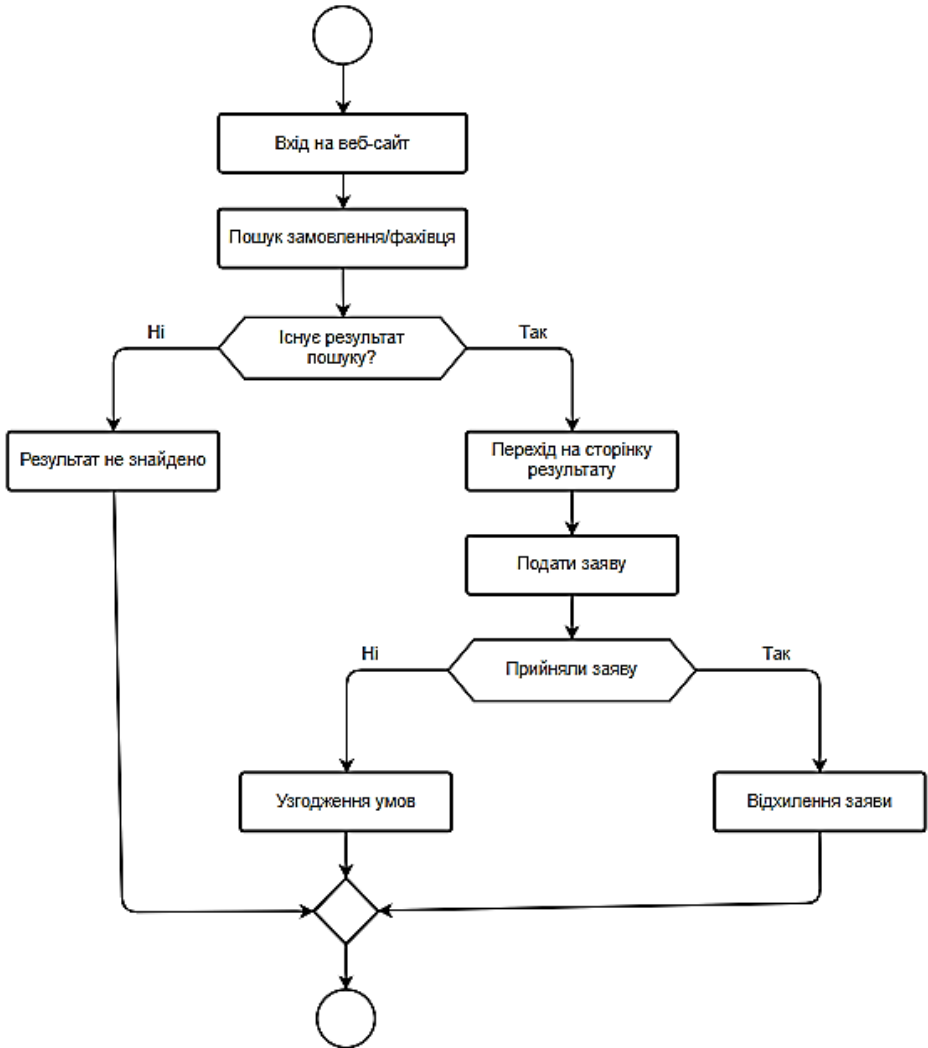 Вхід на веб-сайт
Пошук замовлення/фахівця
Ні
Існує результат
пошуку?
Так
Результат не знайдено
Перехід на сторінку
результату
Подати заяву
Ні
Прийняли заяву
Так
Узгодження умов
Відхилення заяви